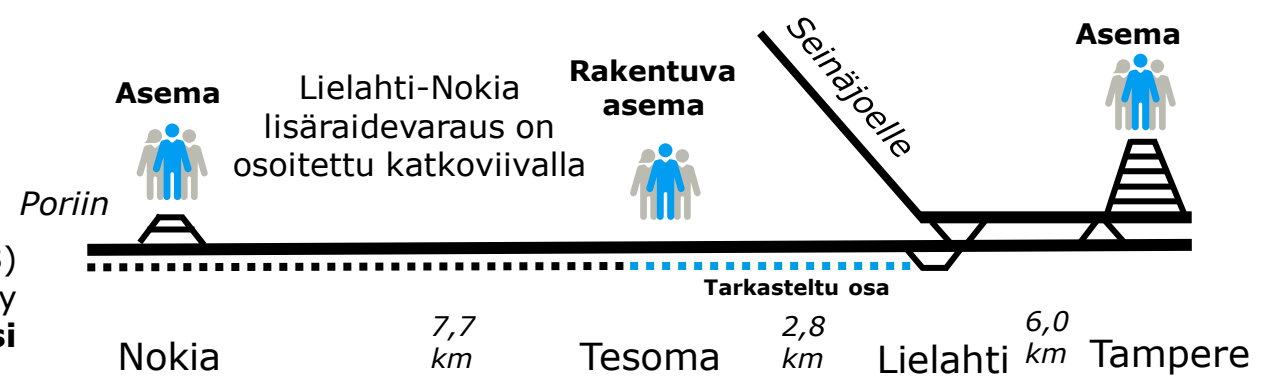 Asema
Asema
Lielahti-Nokia
lisäraidevaraus on
osoitettu katkoviivalla
Rakentuva
asema
Seinäjoelle
Poriin
)
y
si
Tarkasteltu osa
7,7
km
2,8
km
6,0
km
Nokia
Tesoma
Lielahti
Tampere